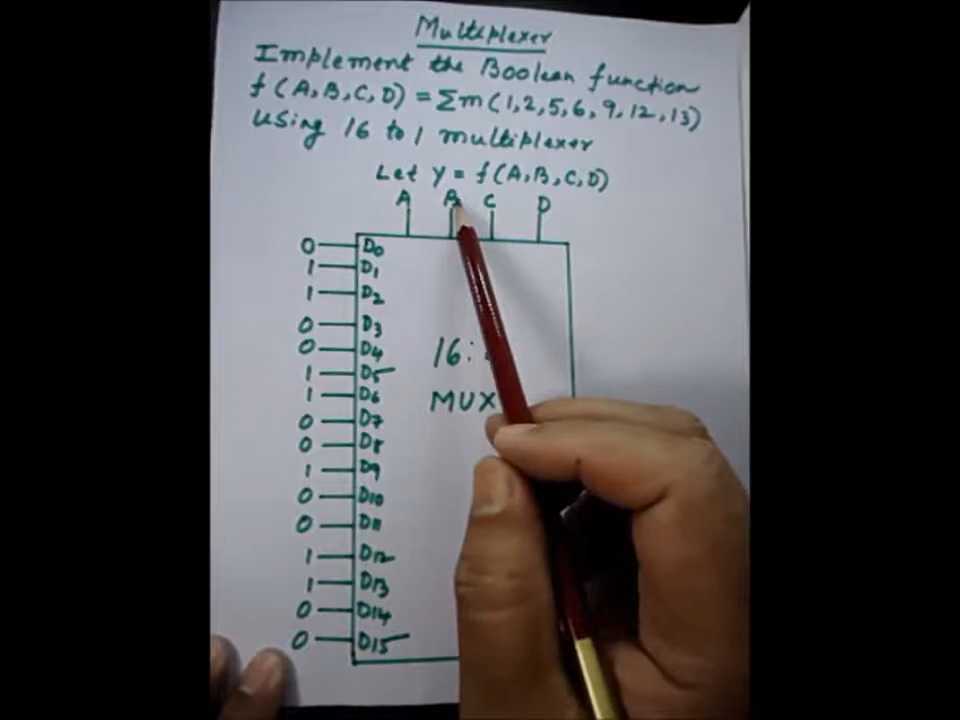 Multiplexer
Implement the Boolean function
f (A, B, C, D) = Σm (1, 2, 5, 6, 9, 12, 13)
using 16 to 1 multiplexer
Let Y = f (A, B, C, D)
A B C D
0 D0
1 D1
1 D2
0 D3
0 D4
1 D5
1 D6
0 D7
0 D8
1 D9
0 D10
0 D11
1 D12
1 D13
0 D14
0 D15
16:
MUX